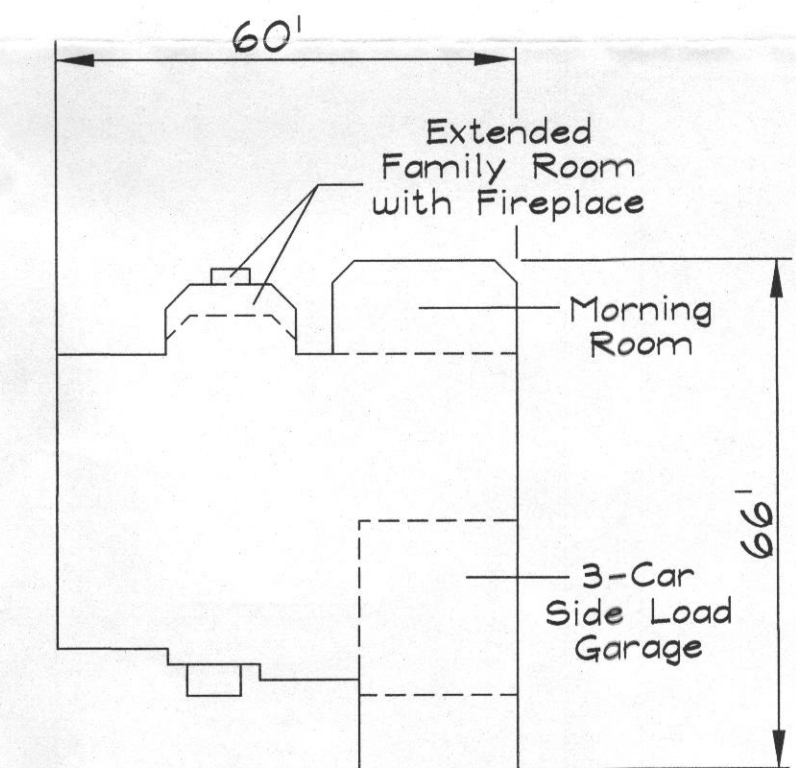 60'
Extended
Family Room
with Fireplace
Morning
Room
66'
3-Car
Side Load
Garage